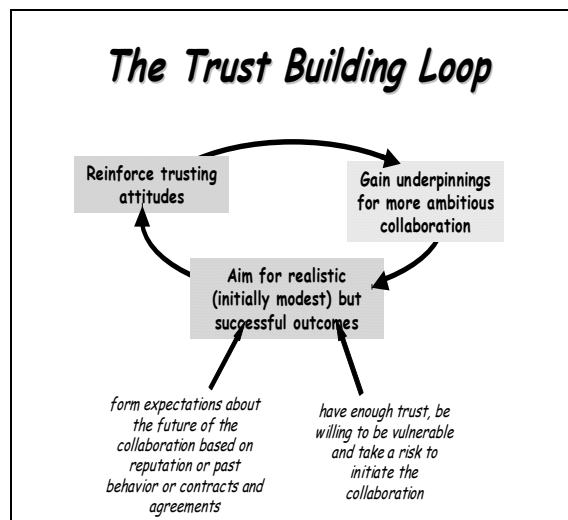 The Trust Building Loop
Reinforce trusting
attitudes
Gain underpinnings
for more ambitious
collaboration
Aim for realistic
(initially modest) but
successful outcomes
form expectations about
the future of the
collaboration based on
reputation or past
behavior or contracts and
agreements
have enough trust, be
willing to be vulnerable
and take a risk to
initiate the
collaboration